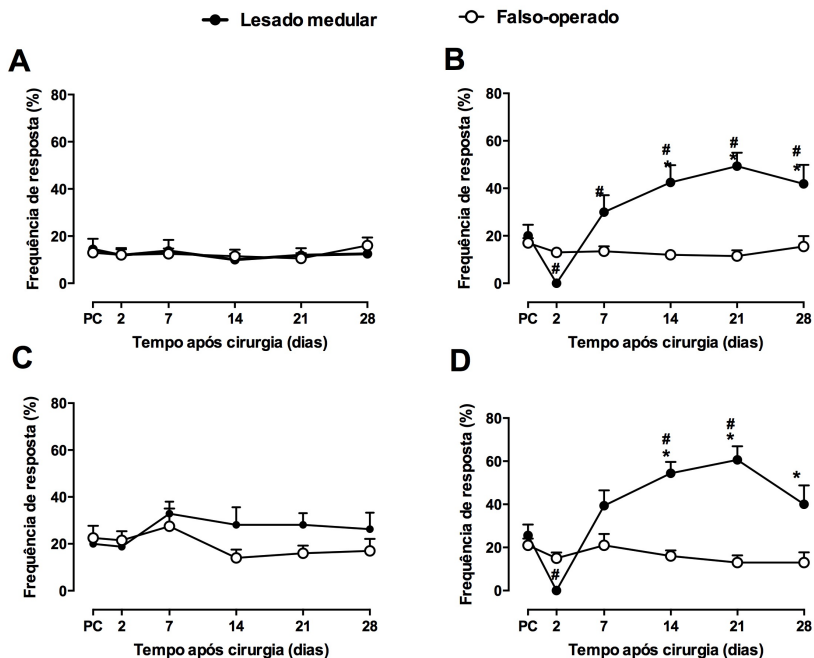 Lesado medular
Falso-operado
A
Frequência de resposta (%)
80
60
40
20
0
PC 2 7 14 21 28
Tempo após cirurgia (dias)
B
Frequência de resposta (%)
80
60
40
20
0
#
#
#
*
#
*
#
*
PC 2 7 14 21 28
Tempo após cirurgia (dias)
C
Frequência de resposta (%)
80
60
40
20
0
PC 2 7 14 21 28
Tempo após cirurgia (dias)
D
Frequência de resposta (%)
80
60
40
20
0
#
#
*
#
*
*
PC 2 7 14 21 28
Tempo após cirurgia (dias)